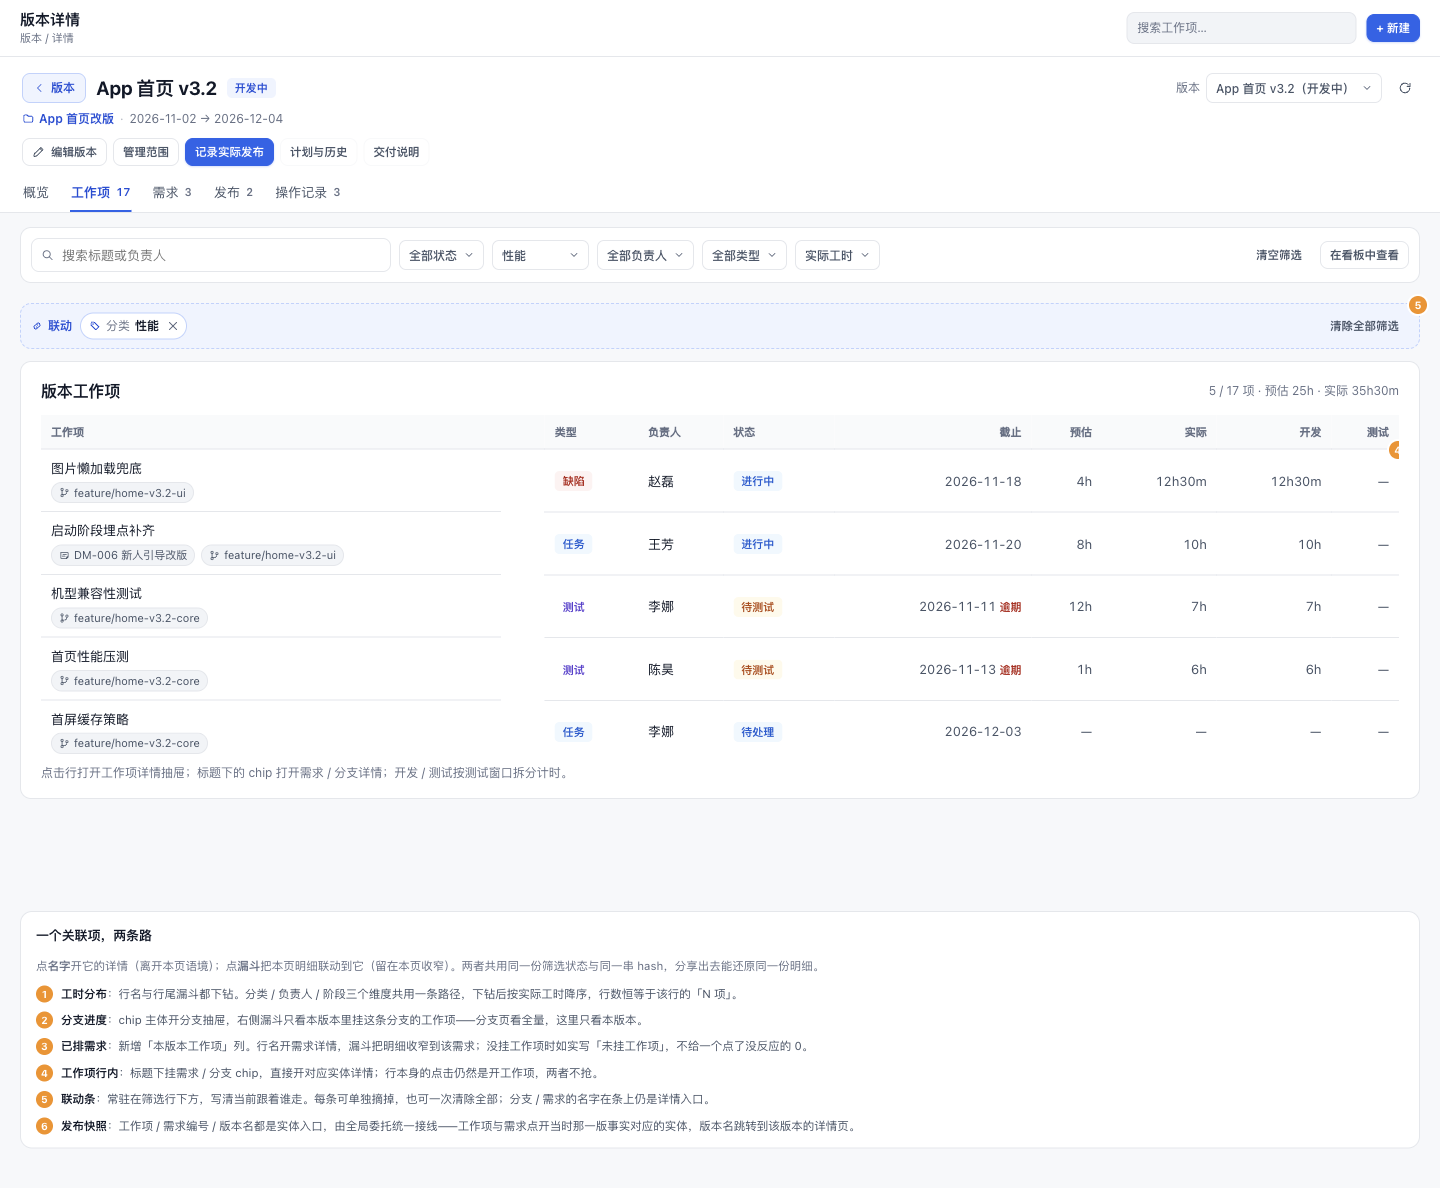 版本详情
版本 / 详情
搜索工作项...
+ 新建
版本
App 首页 v3.2
开发中
版本
App 首页 v3.2（开发中）
App 首页改版 · 2026-11-02 → 2026-12-04
编辑版本
管理范围
记录实际发布
计划与历史
交付说明
概览
工作项 17
需求 3
发布 2
操作记录 3
搜索标题或负责人
全部状态
性能
全部负责人
全部类型
实际工时
清空筛选
在看板中查看
5
联动
分类 性能
清除全部筛选
版本工作项
5 / 17 项 · 预估 25h · 实际 35h30m
工作项 类型 负责人 状态 截止 预估 实际 开发 测试
4
图片懒加载兜底
feature/home-v3.2-ui
缺陷 赵磊 进行中 2026-11-18 4h 12h30m 12h30m —
启动阶段埋点补齐
DM-006 新人引导改版 feature/home-v3.2-ui
任务 王芳 进行中 2026-11-20 8h 10h 10h —
机型兼容性测试
feature/home-v3.2-core
测试 李娜 待测试 2026-11-11 逾期 12h 7h 7h —
首页性能压测
feature/home-v3.2-core
测试 陈昊 待测试 2026-11-13 逾期 1h 6h 6h —
首屏缓存策略
feature/home-v3.2-core
任务 李娜 待处理 2026-12-03 — — — —
点击行打开工作项详情抽屉；标题下的 chip 打开需求 / 分支详情；开发 / 测试按测试窗口拆分计时。
一个关联项，两条路
点名字开它的详情（离开本页语境）；点漏斗把本页明细联动到它（留在本页收窄）。两者共用同一份筛选状态与同一串 hash，分享出去能还原同一份明细。
1 工时分布：行名与行尾漏斗都下钻。分类 / 负责人 / 阶段三个维度共用一条路径，下钻后按实际工时降序，行数恒等于该行的「N 项」。
2 分支进度：chip 主体开分支抽屉，右侧漏斗只看本版本里挂这条分支的工作项——分支页看全量，这里只看本版本。
3 已排需求：新增「本版本工作项」列。行名开需求详情，漏斗把明细收窄到该需求；没挂工作项时如实写「未挂工作项」，不给一个点了没反应的 0。
4 工作项行内：标题下挂需求 / 分支 chip，直接开对应实体详情；行本身的点击仍然是开工作项，两者不抢。
5 联动条：常驻在筛选行下方，写清当前跟着谁走。每条可单独摘掉，也可一次清除全部；分支 / 需求的名字在条上仍是详情入口。
6 发布快照：工作项 / 需求编号 / 版本名都是实体入口，由全局委托统一接线——工作项与需求点开当时那一版事实对应的实体，版本名跳转到该版本的详情页。